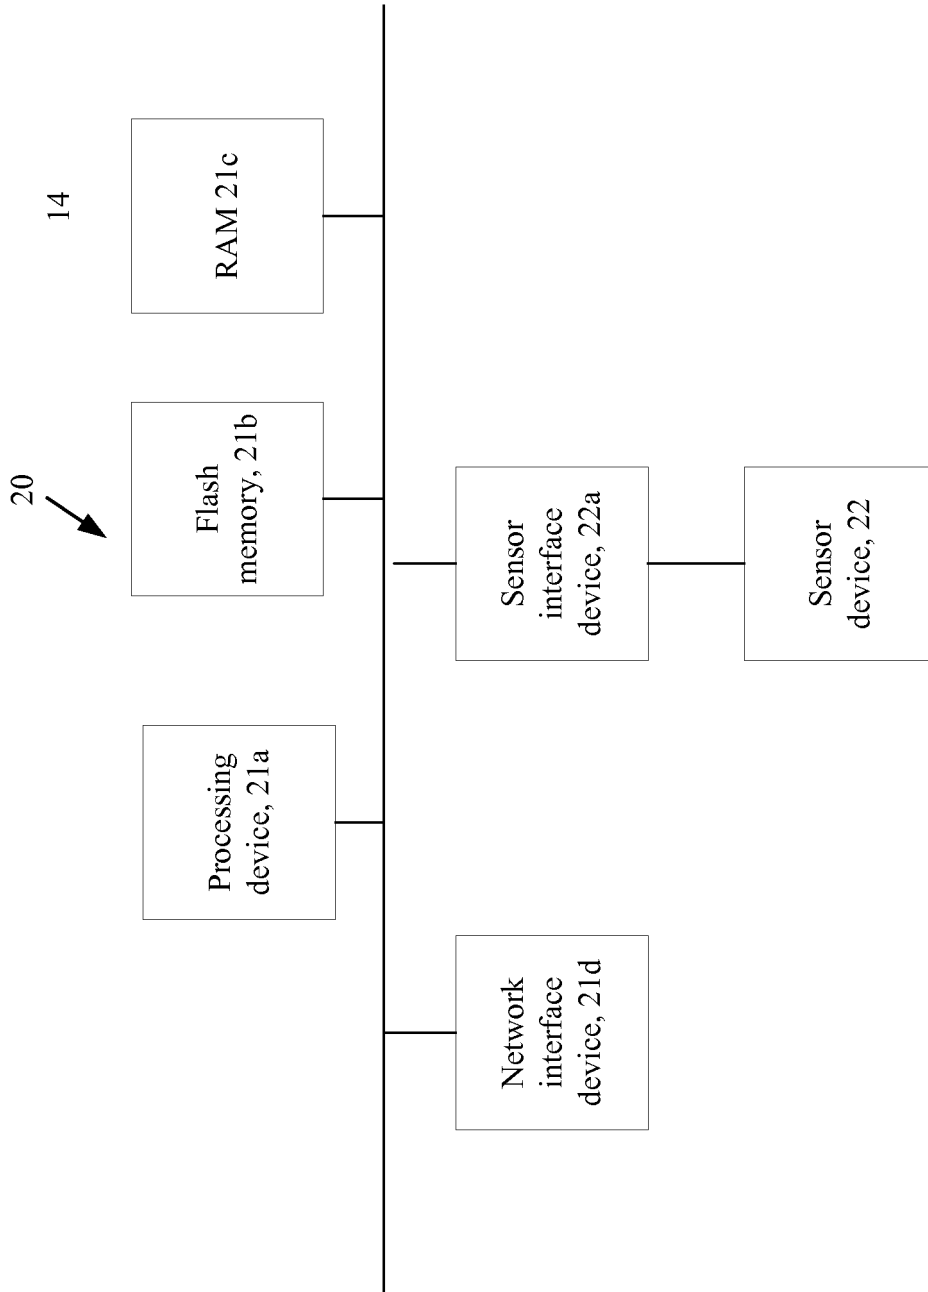 20
14
Processing
device, 21a
Flash
memory, 21b
RAM 21c
Network
interface
device, 21d
Sensor
interface
device, 22a
Sensor
device, 22